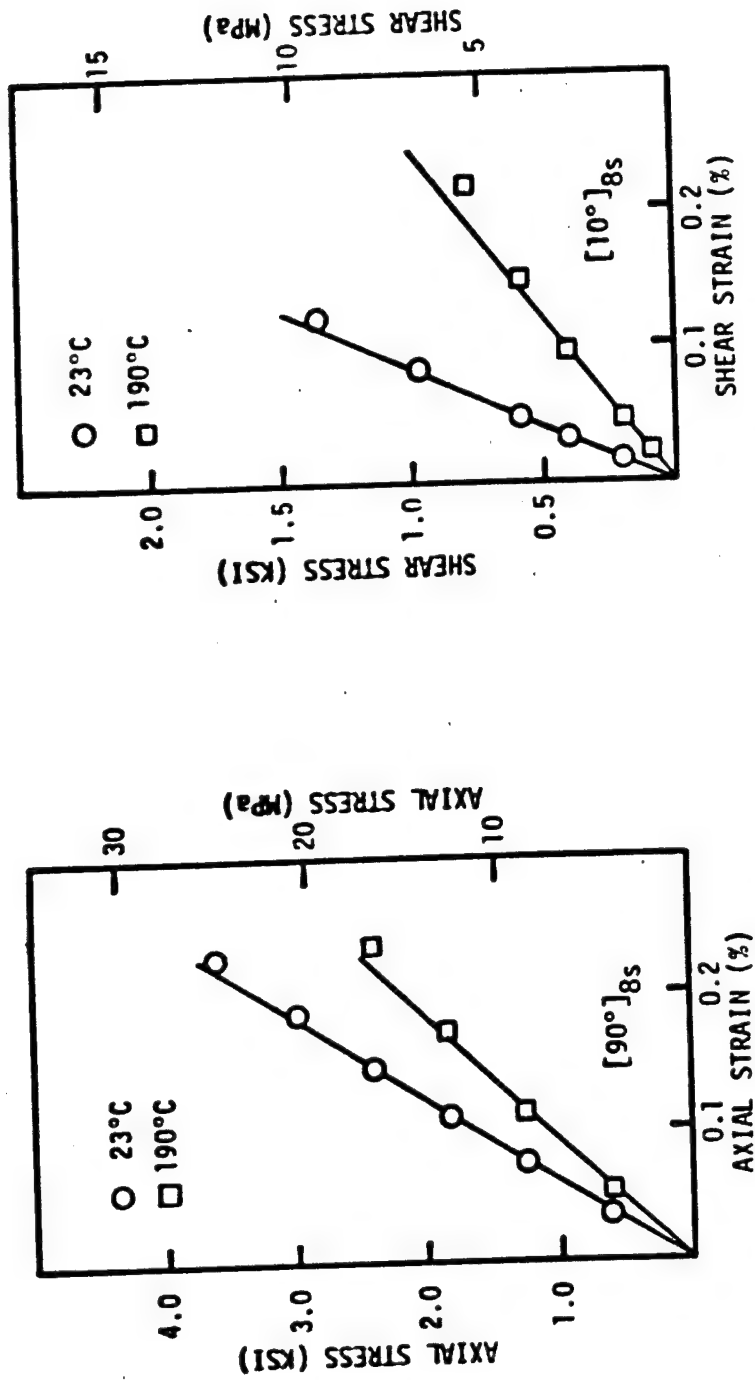 SHEAR STRESS (MPa)
15
10
5
○ 23°C
□ 190°C
[10°]8s
2.0
1.5
1.0
0.5
SHEAR STRESS (KSI)
0.1
0.2
SHEAR STRAIN (%)
AXIAL STRESS (MPa)
30
20
10
○ 23°C
□ 190°C
[90°]8s
4.0
3.0
2.0
1.0
AXIAL STRESS (KSI)
0.1
0.2
AXIAL STRAIN (%)